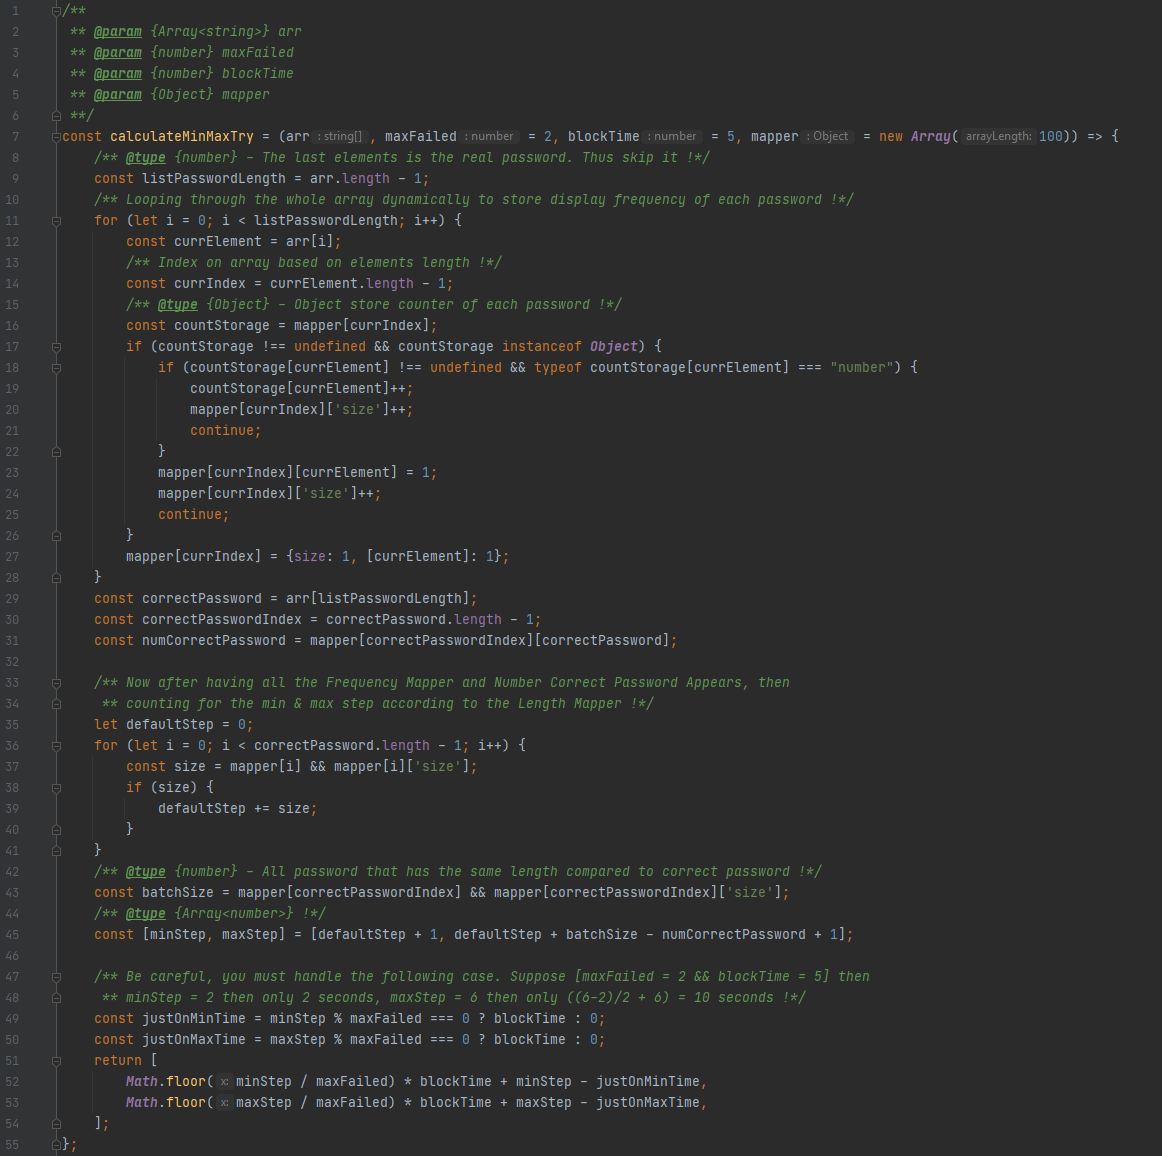 1 /**
2 ** @param {Array<string>} arr
3 ** @param {number} maxFailed
4 ** @param {number} blockTime
5 ** @param {Object} mapper
6 **/
7 const calculateMinMaxTry = (arr : string[] , maxFailed : number = 2, blockTime : number = 5, mapper : Object = new Array( arrayLength: 100)) => {
8 /** @type {number} - The last elements is the real password. Thus skip it !*/
9 const listPasswordLength = arr.length - 1;
10 /** Looping through the whole array dynamically to store display frequency of each password !*/
11 for (let i = 0; i < listPasswordLength; i++) {
12 const currElement = arr[i];
13 /** Index on array based on elements length !*/
14 const currIndex = currElement.length - 1;
15 /** @type {Object} - Object store counter of each password !*/
16 const countStorage = mapper[currIndex];
17 if (countStorage !== undefined && countStorage instanceof Object) {
18 if (countStorage[currElement] !== undefined && typeof countStorage[currElement] === "number") {
19 countStorage[currElement]++;
20 mapper[currIndex]['size']++;
21 continue;
22 }
23 mapper[currIndex][currElement] = 1;
24 mapper[currIndex]['size']++;
25 continue;
26 }
27 mapper[currIndex] = {size: 1, [currElement]: 1};
28 }
29 const correctPassword = arr[listPasswordLength];
30 const correctPasswordIndex = correctPassword.length - 1;
31 const numCorrectPassword = mapper[correctPasswordIndex][correctPassword];
32
33 /** Now after having all the Frequency Mapper and Number Correct Password Appears, then
34 ** counting for the min & max step according to the Length Mapper !*/
35 let defaultStep = 0;
36 for (let i = 0; i < correctPassword.length - 1; i++) {
37 const size = mapper[i] && mapper[i]['size'];
38 if (size) {
39 defaultStep += size;
40 }
41 }
42 /** @type {number} - All password that has the same length compared to correct password !*/
43 const batchSize = mapper[correctPasswordIndex] && mapper[correctPasswordIndex]['size'];
44 /** @type {Array<number>} !*/
45 const [minStep, maxStep] = [defaultStep + 1, defaultStep + batchSize - numCorrectPassword + 1];
46
47 /** Be careful, you must handle the following case. Suppose [maxFailed = 2 && blockTime = 5] then
48 ** minStep = 2 then only 2 seconds, maxStep = 6 then only ((6-2)/2 + 6) = 10 seconds !*/
49 const justOnMinTime = minStep % maxFailed === 0 ? blockTime : 0;
50 const justOnMaxTime = maxStep % maxFailed === 0 ? blockTime : 0;
51 return [
52 Math.floor( x: minStep / maxFailed) * blockTime + minStep - justOnMinTime,
53 Math.floor( x: maxStep / maxFailed) * blockTime + maxStep - justOnMaxTime,
54 ];
55 };